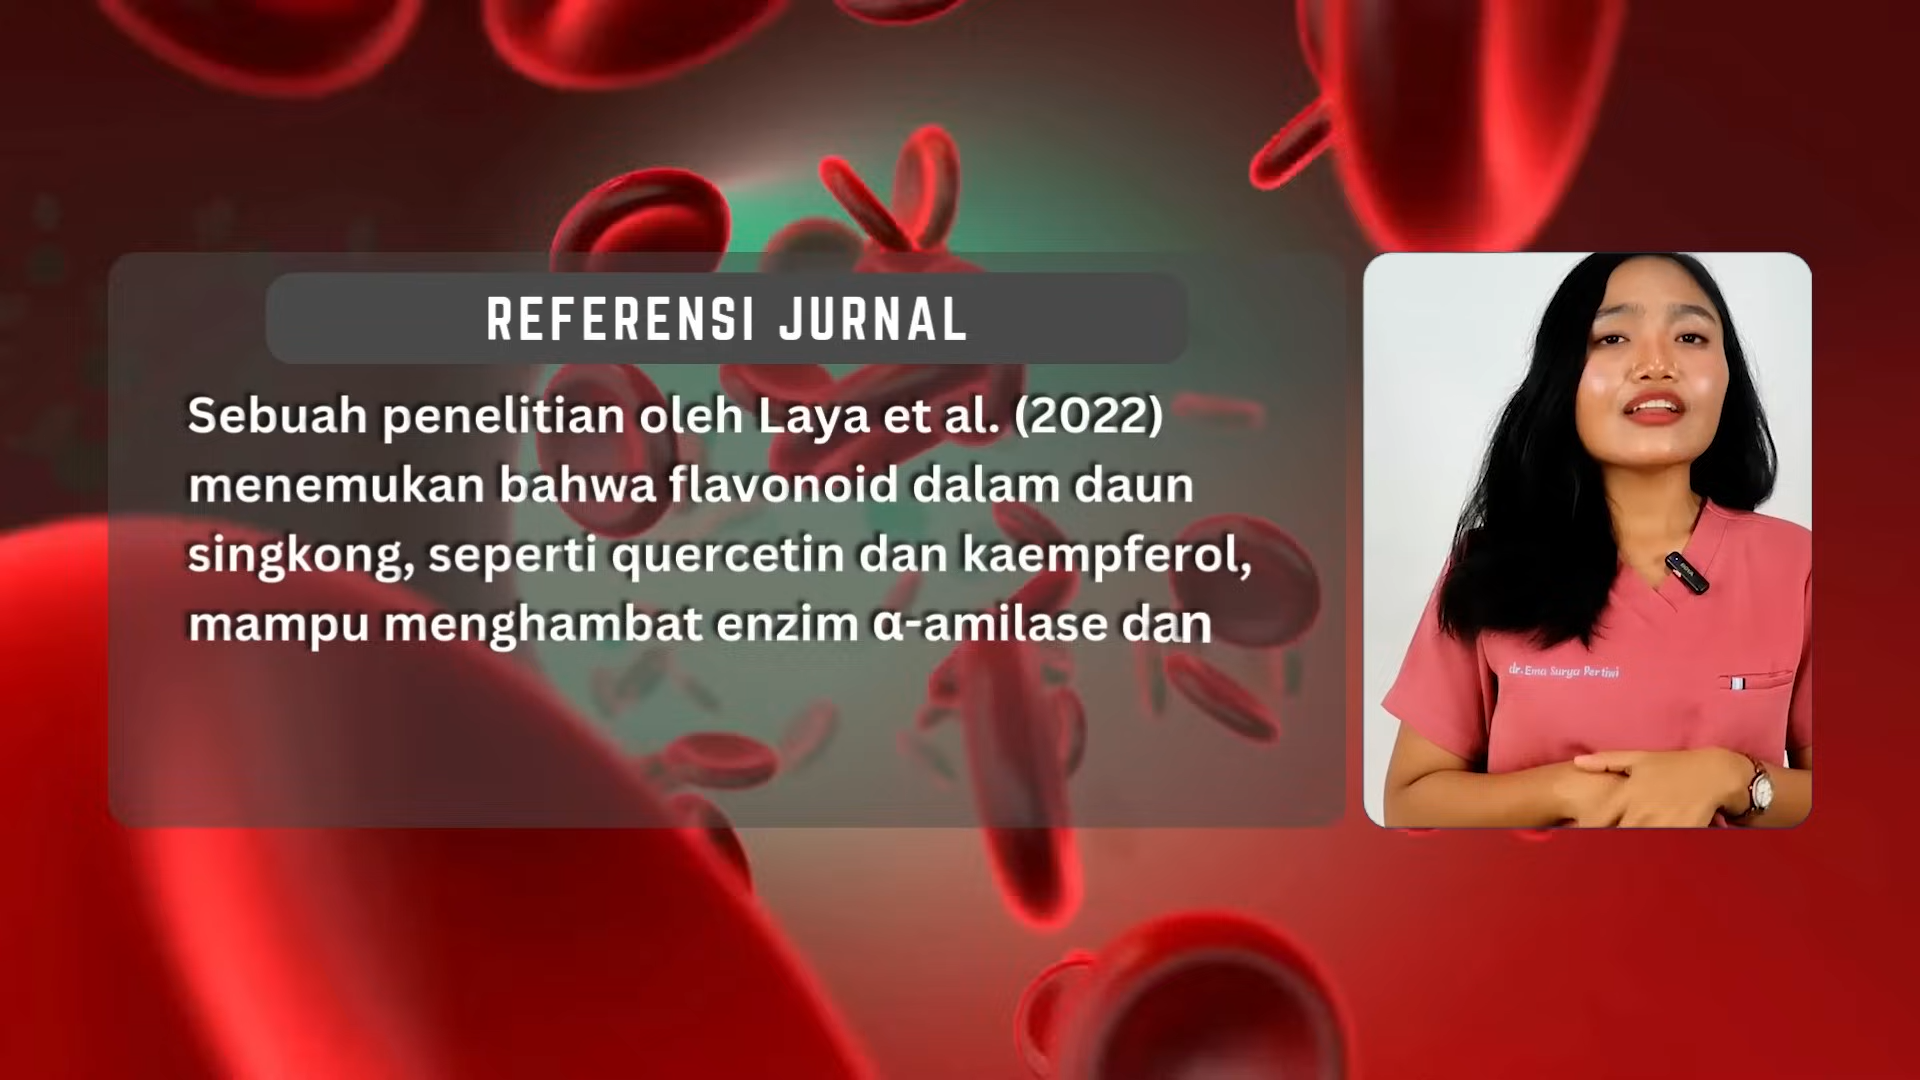 REFERENSI JURNAL
Sebuah penelitian oleh Laya et al. (2022)
menemukan bahwa flavonoid dalam daun
singkong, seperti quercetin dan kaempferol,
mampu menghambat enzim α-amilase dan
dr. Ema Surya Pertiwi